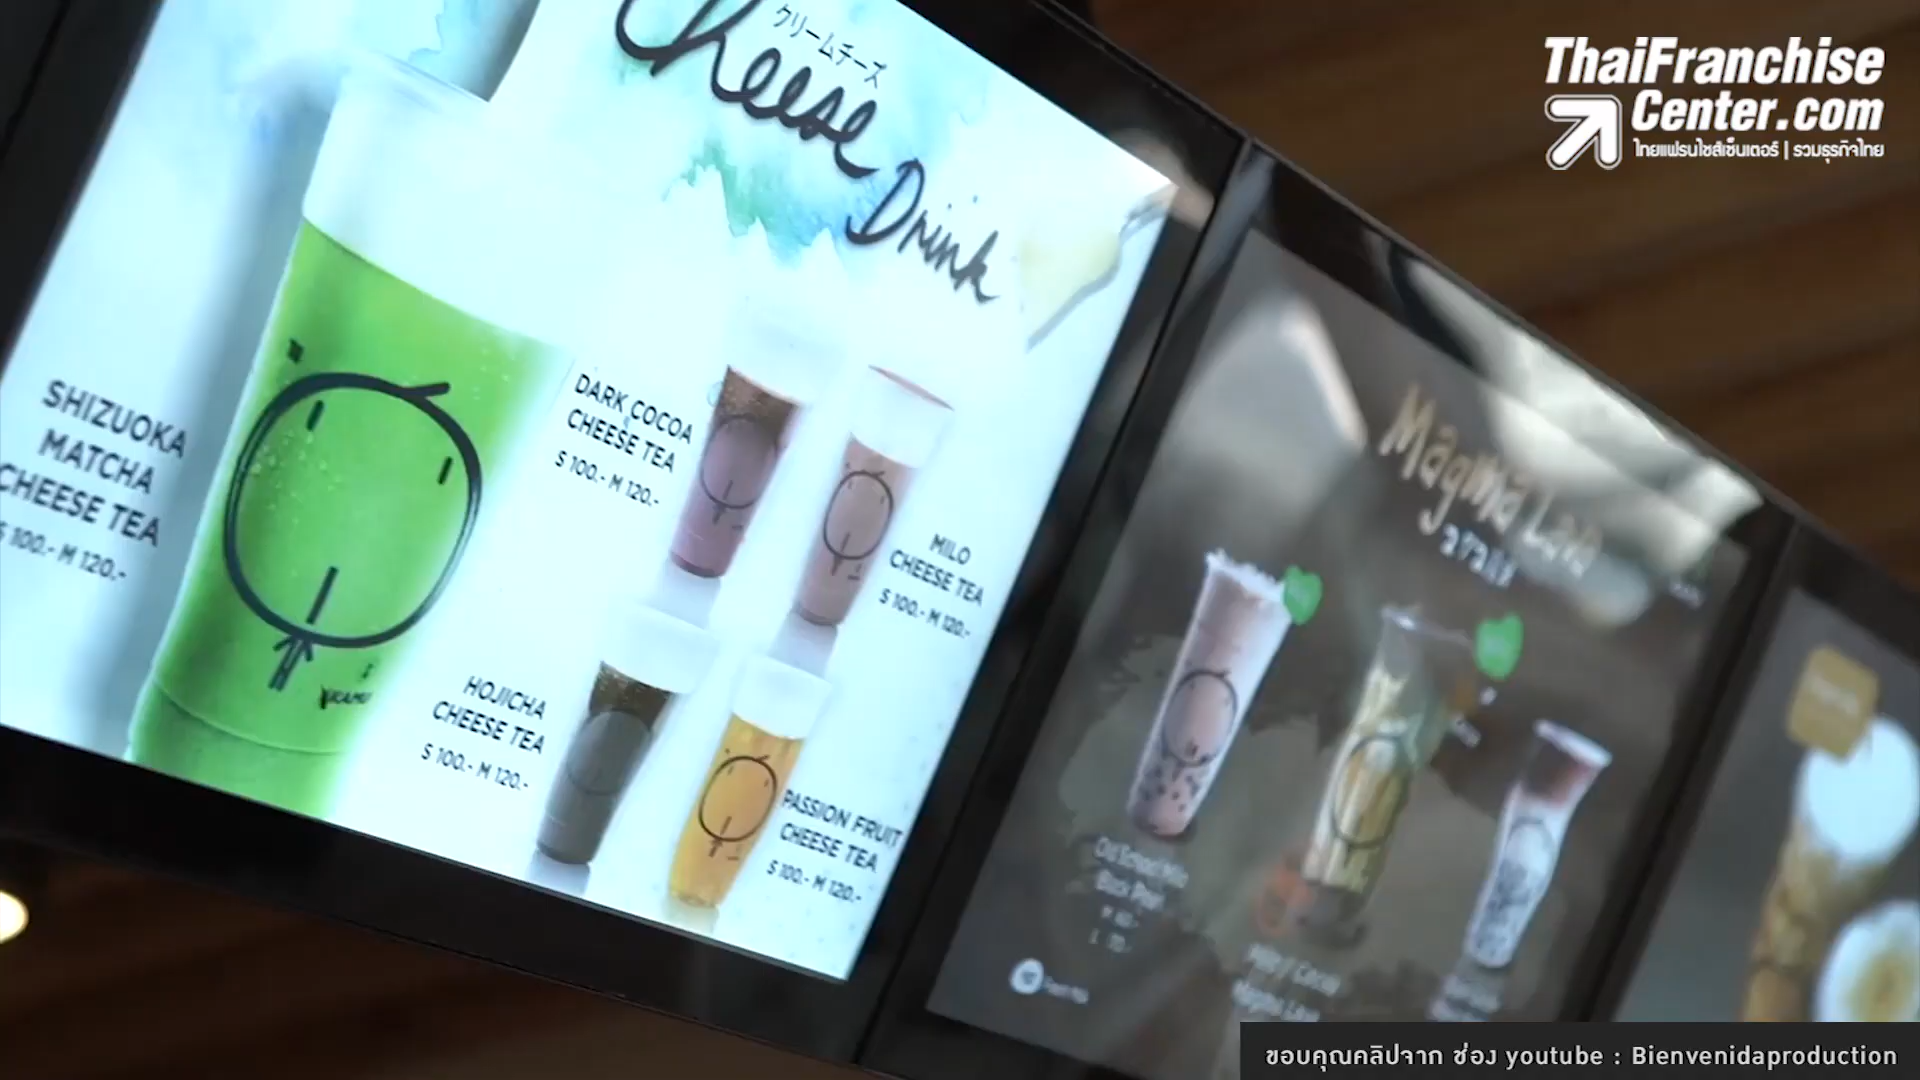 クリームチーズ
Cheese
Drink
SHIZUOKA
MATCHA
CHEESE TEA
S 100.- M 120.-
DARK COCOA
CHEESE TEA
S 100.- M 120.-
MILO
CHEESE TEA
S 100.- M 120.-
HOJICHA
CHEESE TEA
S 100.- M 120.-
PASSION FRUIT
CHEESE TEA
S 100.- M 120.-
Magma Lava
ThaiFranchise
Center.com
ไทยแฟรนไชส์เซ็นเตอร์ | รวมธุรกิจไทย
ขอบคุณคลิปจาก ช่อง youtube : Bienvenidaproduction